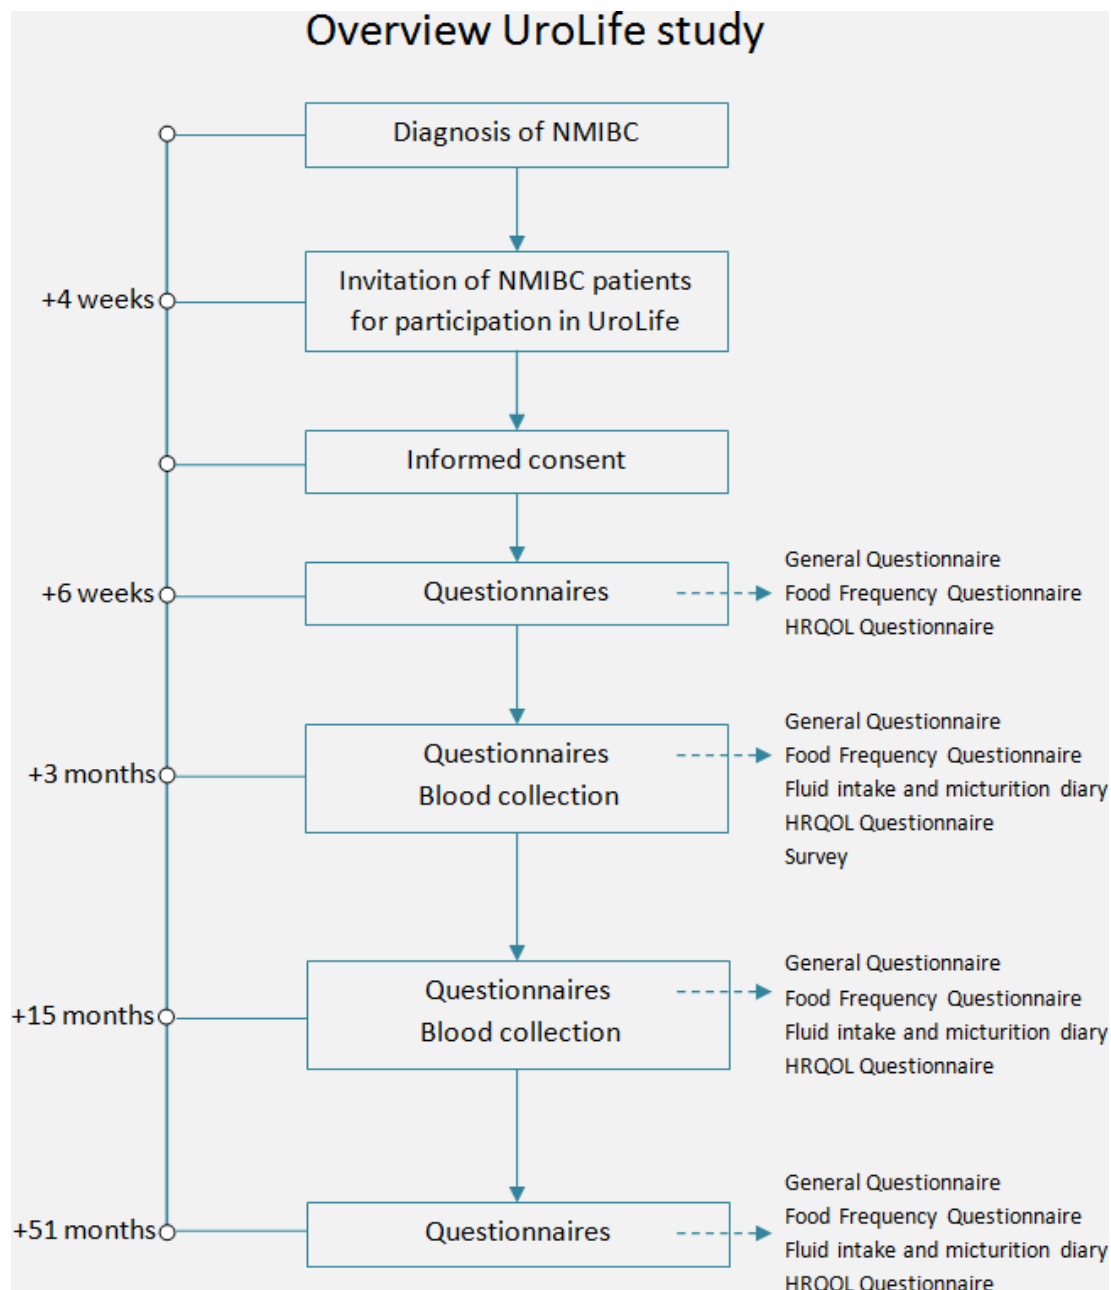 Overview UroLife study
Diagnosis of NMIBC
+4 weeks
Invitation of NMIBC patients
for participation in UroLife
Informed consent
+6 weeks
Questionnaires
General Questionnaire
Food Frequency Questionnaire
HRQOL Questionnaire
+3 months
Questionnaires
Blood collection
General Questionnaire
Food Frequency Questionnaire
Fluid intake and micturition diary
HRQOL Questionnaire
Survey
+15 months
Questionnaires
Blood collection
General Questionnaire
Food Frequency Questionnaire
Fluid intake and micturition diary
HRQOL Questionnaire
+51 months
Questionnaires
General Questionnaire
Food Frequency Questionnaire
Fluid intake and micturition diary
HRQOL Questionnaire